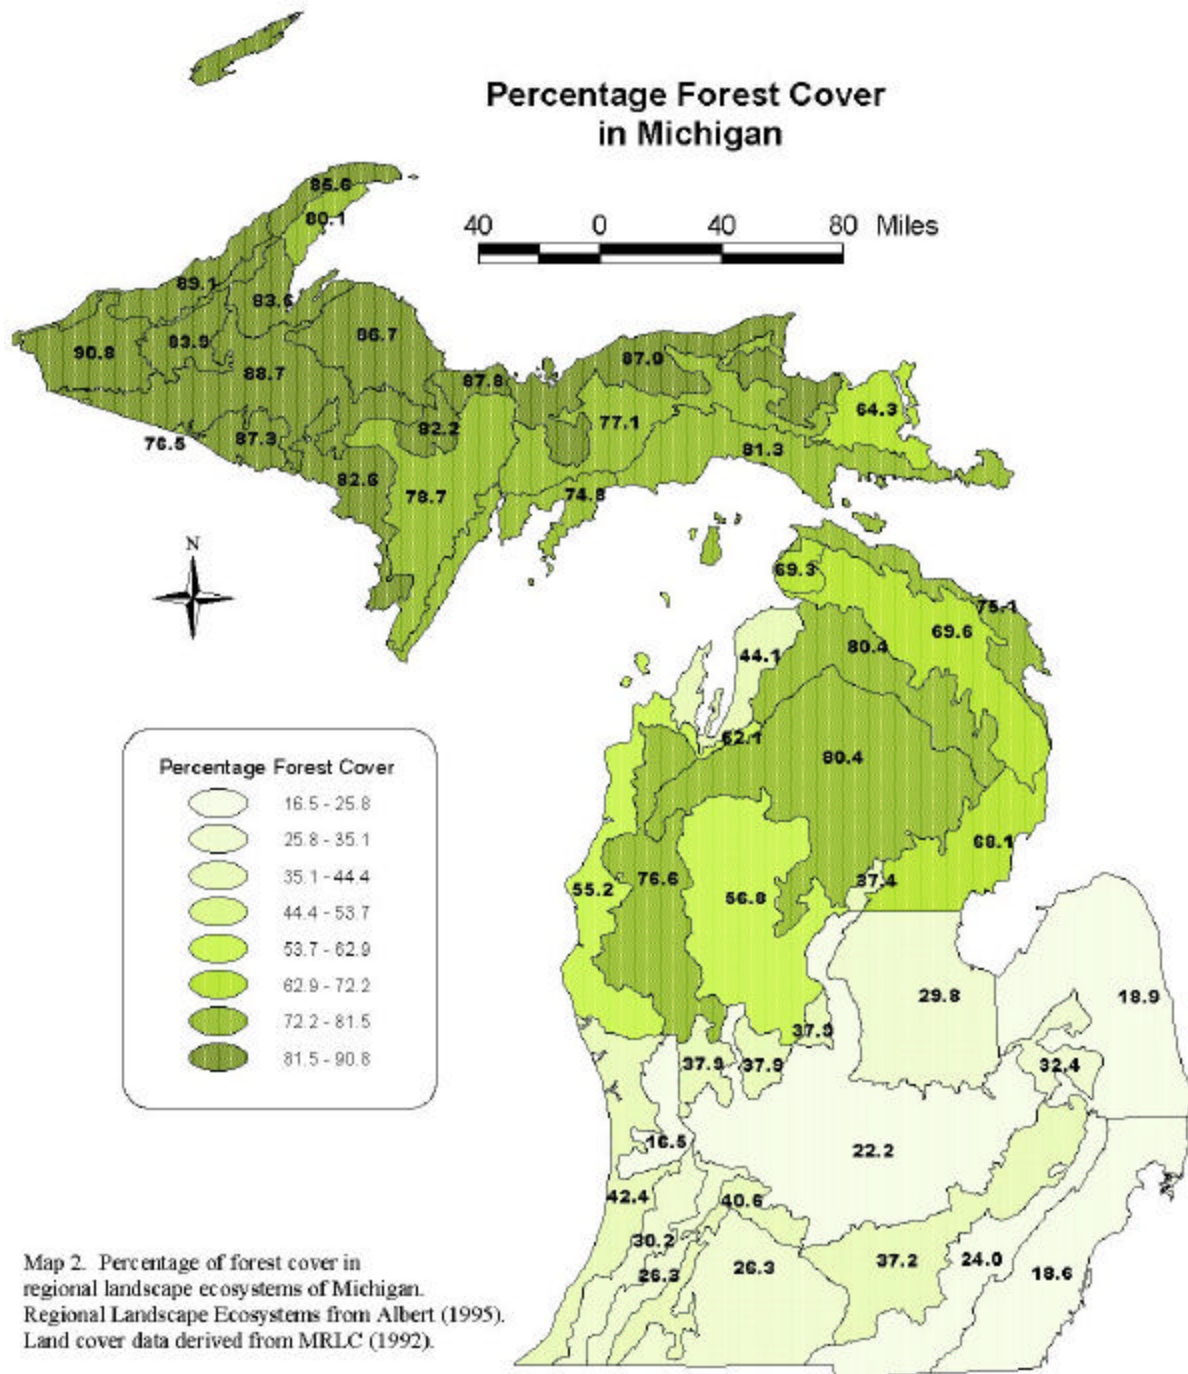 Percentage Forest Cover
in Michigan
40 0 40 80 Miles
85.6
80.1
89.1
83.6
86.7
90.8
83.9
88.7
87.0
87.8
64.3
77.1
82.2
76.5
87.3
81.3
82.6
78.7
74.8
N
69.3
75.1
69.6
80.4
44.1
62.1
80.4
68.1
76.6
37.4
55.2
56.8
29.8
18.9
37.9
37.9
37.9
32.4
16.5
22.2
42.4
40.6
30.2
26.3
26.3
37.2
24.0
18.6
Percentage Forest Cover
16.5 - 25.8
25.8 - 35.1
35.1 - 44.4
44.4 - 53.7
53.7 - 62.9
62.9 - 72.2
72.2 - 81.5
81.5 - 90.8
Map 2. Percentage of forest cover in
regional landscape ecosystems of Michigan.
Regional Landscape Ecosystems from Albert (1995).
Land cover data derived from MRLC (1992).